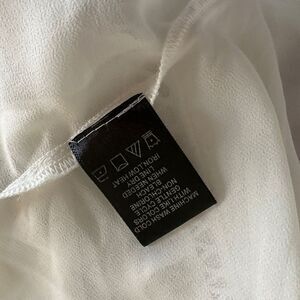 MACHINE WASH COLD
WITH LIKE COLORS
GENTLE CYCLE
NON-CHLORINE
BLEACH
WHEN NEEDED
LINE DRY
IRON LOW HEAT